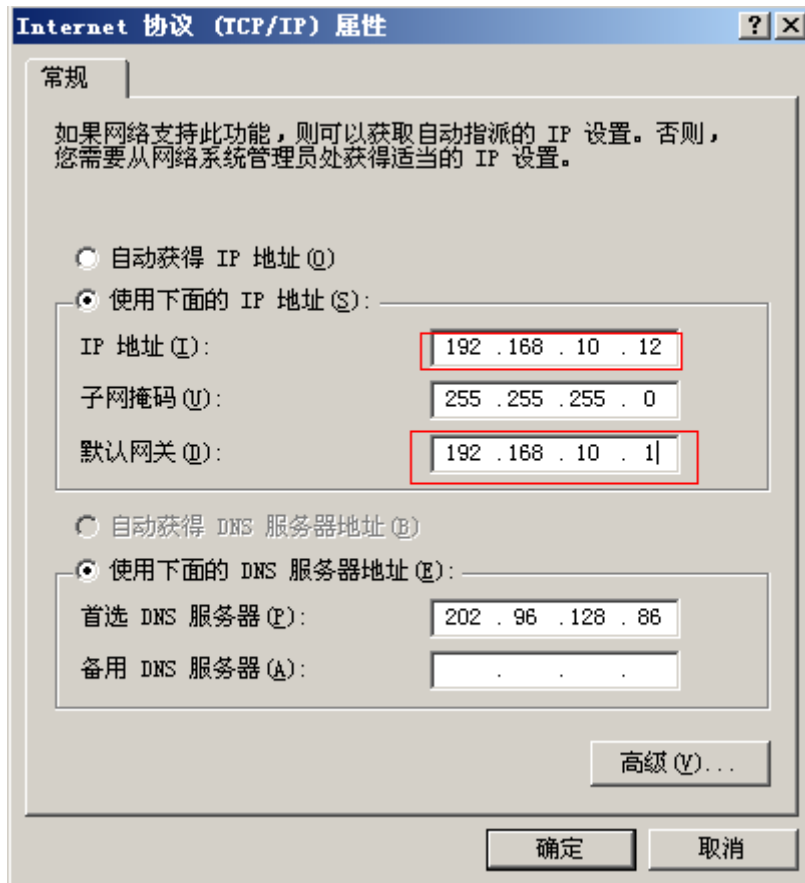 Internet 协议 (TCP/IP) 属性
常规
如果网络支持此功能，则可以获取自动指派的 IP 设置。否则，
您需要从网络系统管理员处获得适当的 IP 设置。
自动获得 IP 地址(O)
使用下面的 IP 地址(S):
IP 地址(I): 192 .168 . 10 . 12
子网掩码(U): 255 .255 .255 . 0
默认网关(D): 192 .168 . 10 . 1
自动获得 DNS 服务器地址(B)
使用下面的 DNS 服务器地址(E):
首选 DNS 服务器(P): 202 . 96 .128 . 86
备用 DNS 服务器(A): . . .
高级(V)...
确定 取消